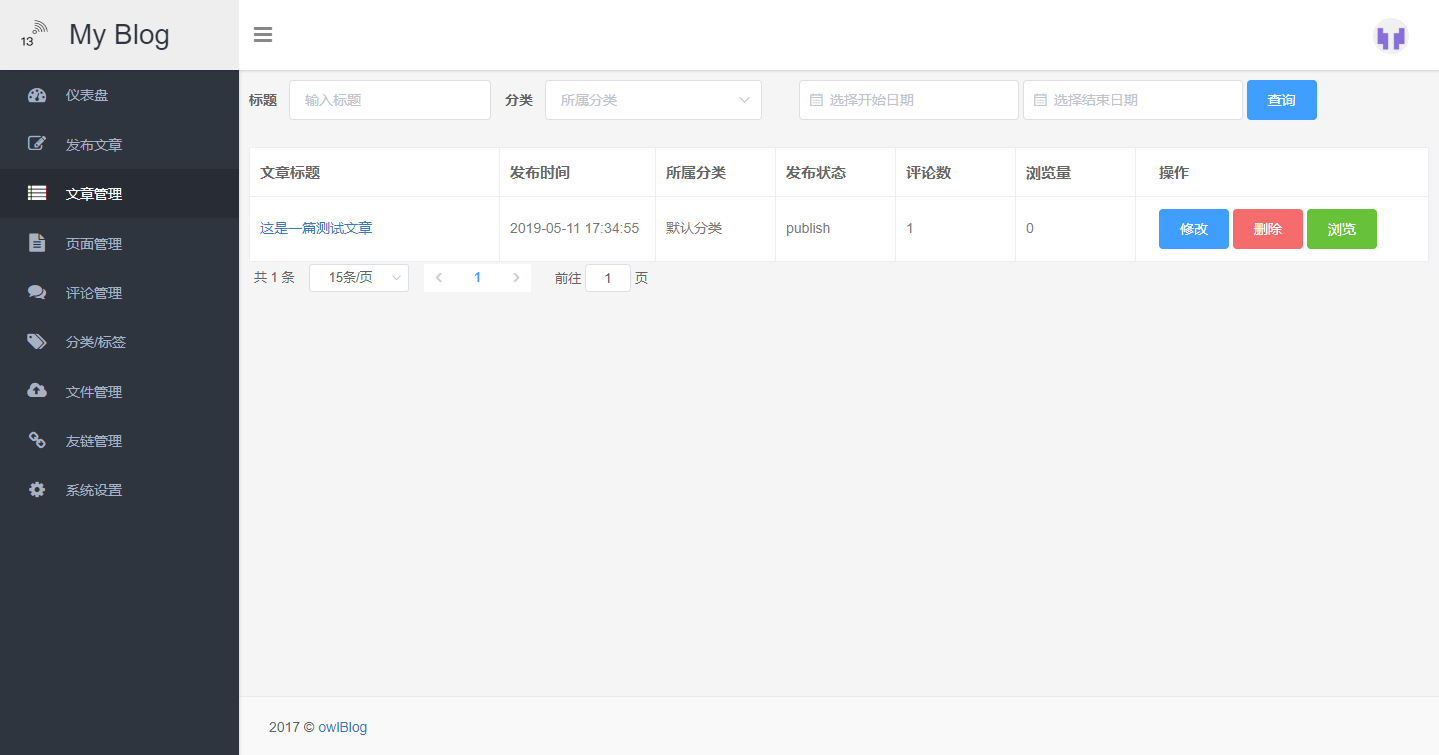 13
My Blog
仪表盘
发布文章
文章管理
页面管理
评论管理
分类/标签
文件管理
友链管理
系统设置
标题 输入标题 分类 所属分类 选择开始日期 选择结束日期 查询
文章标题 发布时间 所属分类 发布状态 评论数 浏览量 操作
这是一篇测试文章 2019-05-11 17:34:55 默认分类 publish 1 0 修改 删除 浏览
共 1 条 15条/页 1 前往 1 页
2017 © owlBlog